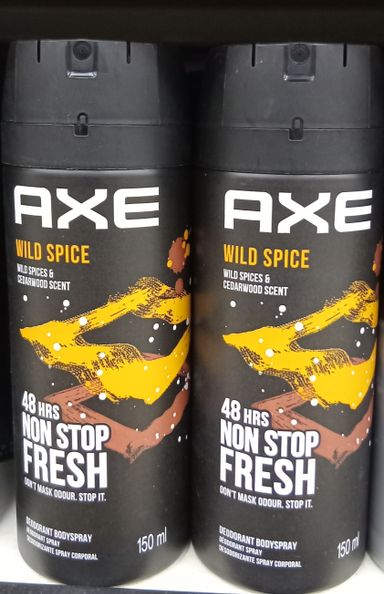 AXE
WILD SPICE
WILD SPICES &
CEDARWOOD SCENT
48 HRS
NON STOP
FRESH
DON'T MASK ODOUR. STOP IT.
DEODORANT BODYSPRAY
DEODORANT SPRAY
DESODORIZANTE SPRAY CORPORAL
150 ml
AXE
WILD SPICE
WILD SPICES &
CEDARWOOD SCENT
48 HRS
NON STOP
FRESH
DON'T MASK ODOUR. STOP IT.
DEODORANT BODYSPRAY
DEODORANT SPRAY
DESODORIZANTE SPRAY CORPORAL
150 ml